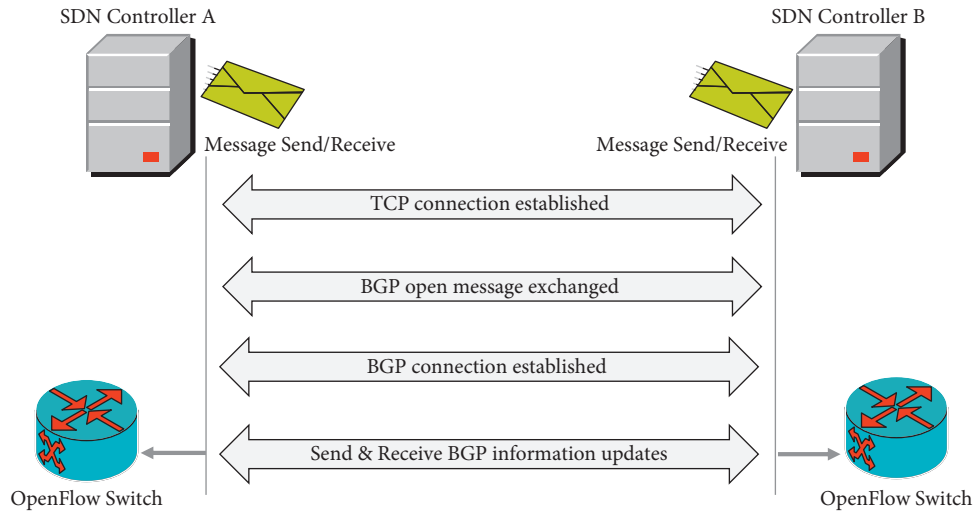 SDN Controller A
SDN Controller B
Message Send/Receive
Message Send/Receive
TCP connection established
BGP open message exchanged
BGP connection established
Send & Receive BGP information updates
OpenFlow Switch
OpenFlow Switch